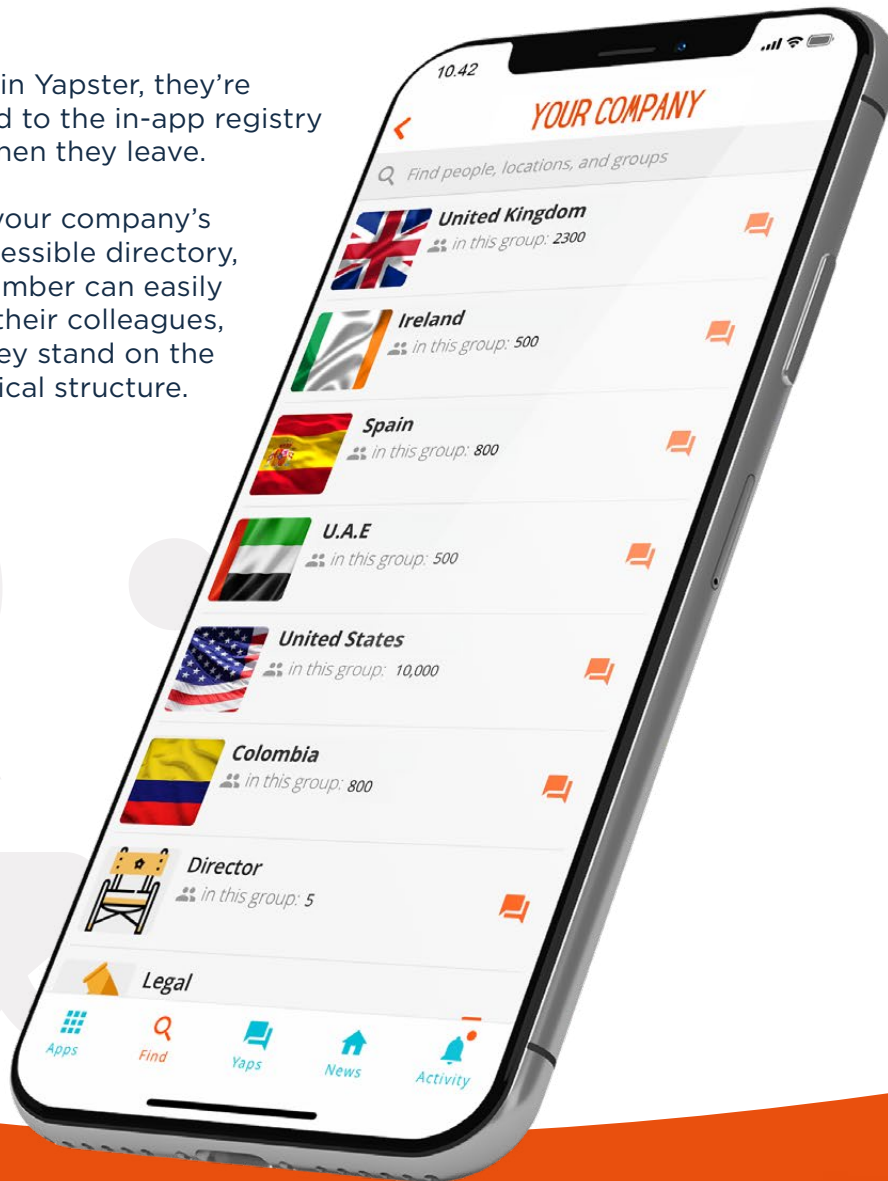 in Yapster, they're
d to the in-app registry
hen they leave.
your company's
essible directory,
mber can easily
their colleagues,
ey stand on the
ical structure.
10.42
YOUR COMPANY
Find people, locations, and groups
United Kingdom
in this group: 2300
Ireland
in this group: 500
Spain
in this group: 800
U.A.E
in this group: 500
United States
in this group: 10,000
Colombia
in this group: 800
Director
in this group: 5
Legal
Apps
Find
Yaps
News
Activity